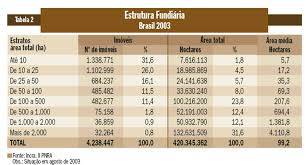 Tabela 2
Estrutura Fundiária
Brasil 2003
Estratos Imóveis Área total Área média
área total (ha) Nº de imóveis % Hectares % Hectares
Até 10 1.338.771 31,6 7.616.113 1,8 5,7
De 10 a 25 1.102.999 26,0 18.985.869 4,5 17,2
De 25 a 50 684.237 16,1 24.141.638 5,7 35,3
De 50 a 100 485.482 11,5 33.630.240 8,0 69,3
De 100 a 500 482.677 11,4 100.216.200 23,8 207,6
De 500 a 1.000 75.158 1,8 52.191.003 12,4 694,4
De 1.000 a 2.000 36.859 0,9 50.932.790 12,1 1.381,8
Mais de 2.000 32.264 0,8 132.631.509 31,6 4.110,8
TOTAL 4.238.447 100,0 420.345.362 100,0 99,2
Fonte: Incra, II PNRA
Obs.: Situação em agosto de 2003